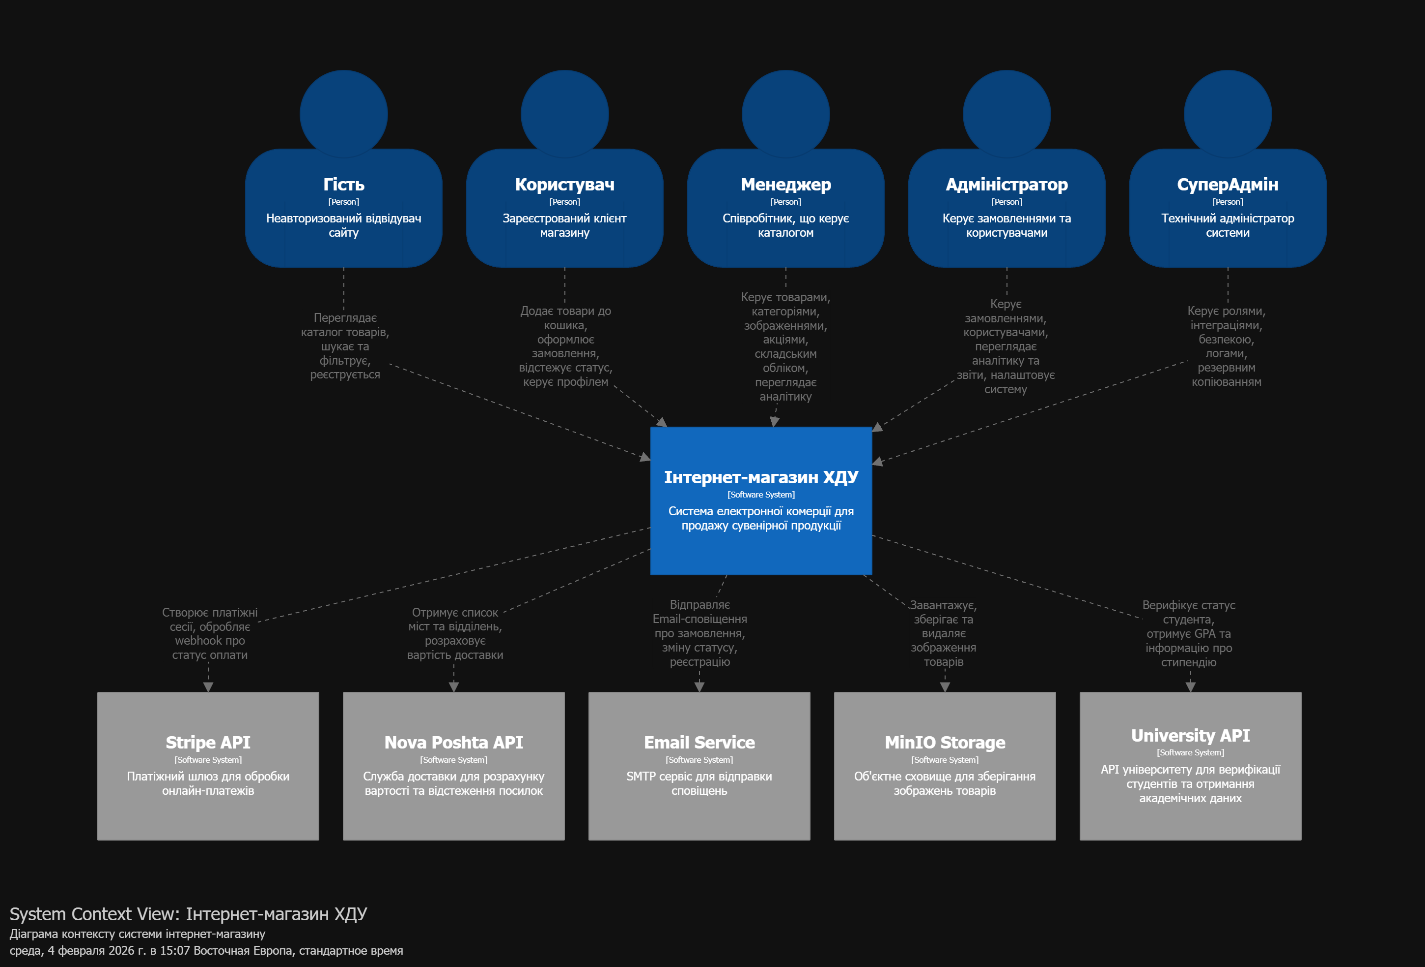 Гість
[Person]
Неавторизований відвідувач
сайту
Користувач
[Person]
Зареєстрований клієнт
магазину
Менеджер
[Person]
Співробітник, що керує
каталогом
Адміністратор
[Person]
Керує замовленнями та
користувачами
СуперАдмін
[Person]
Технічний адміністратор
системи
Переглядає
каталог товарів,
шукає та
фільтрує,
реєструється
Додає товари до
кошика,
оформлює
замовлення,
відстежує статус,
керує профілем
Керує товарами,
категоріями,
зображеннями,
акціями,
складським
обліком,
переглядає
аналітику
Керує
замовленнями,
користувачами,
переглядає
аналітику та
звіти, налаштовує
систему
Керує ролями,
інтеграціями,
безпекою,
логами,
резервним
копіюванням
Інтернет-магазин ХДУ
[Software System]
Система електронної комерції для
продажу сувенірної продукції
Створює платіжні
сесії, обробляє
webhook про
статус оплати
Отримує список
міст та відділень,
розраховує
вартість доставки
Відправляє
Email-сповіщення
про замовлення,
зміну статусу,
реєстрацію
Завантажує,
зберігає та
видаляє
зображення
товарів
Верифікує статус
студента,
отримує GPA та
інформацію про
стипендію
Stripe API
[Software System]
Платіжний шлюз для обробки
онлайн-платежів
Nova Poshta API
[Software System]
Служба доставки для розрахунку
вартості та відстеження посилок
Email Service
[Software System]
SMTP сервіс для відправки
сповіщень
MinIO Storage
[Software System]
Об'єктне сховище для зберігання
зображень товарів
University API
[Software System]
API університету для верифікації
студентів та отримання
академічних даних
System Context View: Інтернет-магазин ХДУ
Діаграма контексту системи інтернет-магазину
среда, 4 февраля 2026 г. в 15:07 Восточная Европа, стандартное время